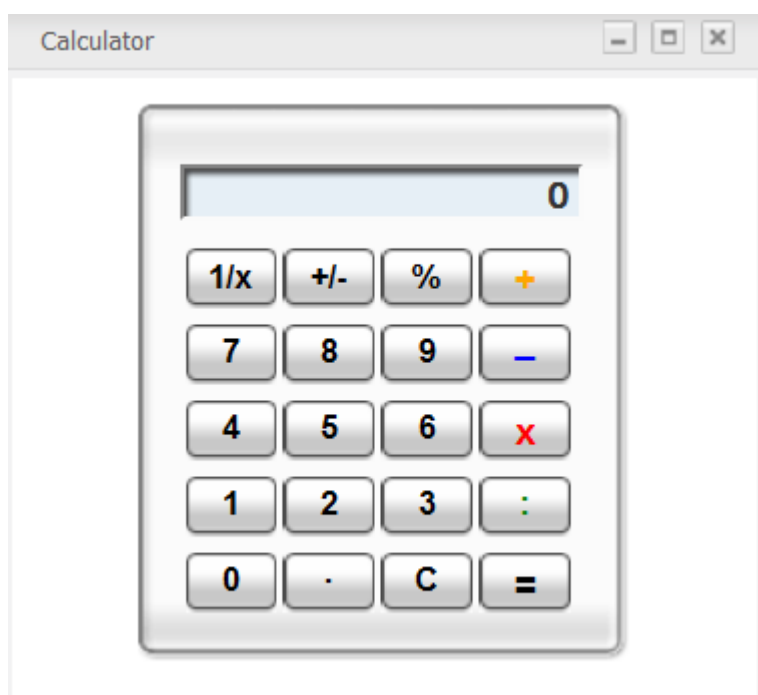 Calculator
0
1/x +/- % +
7 8 9 –
4 5 6 x
1 2 3 :
0 . C =